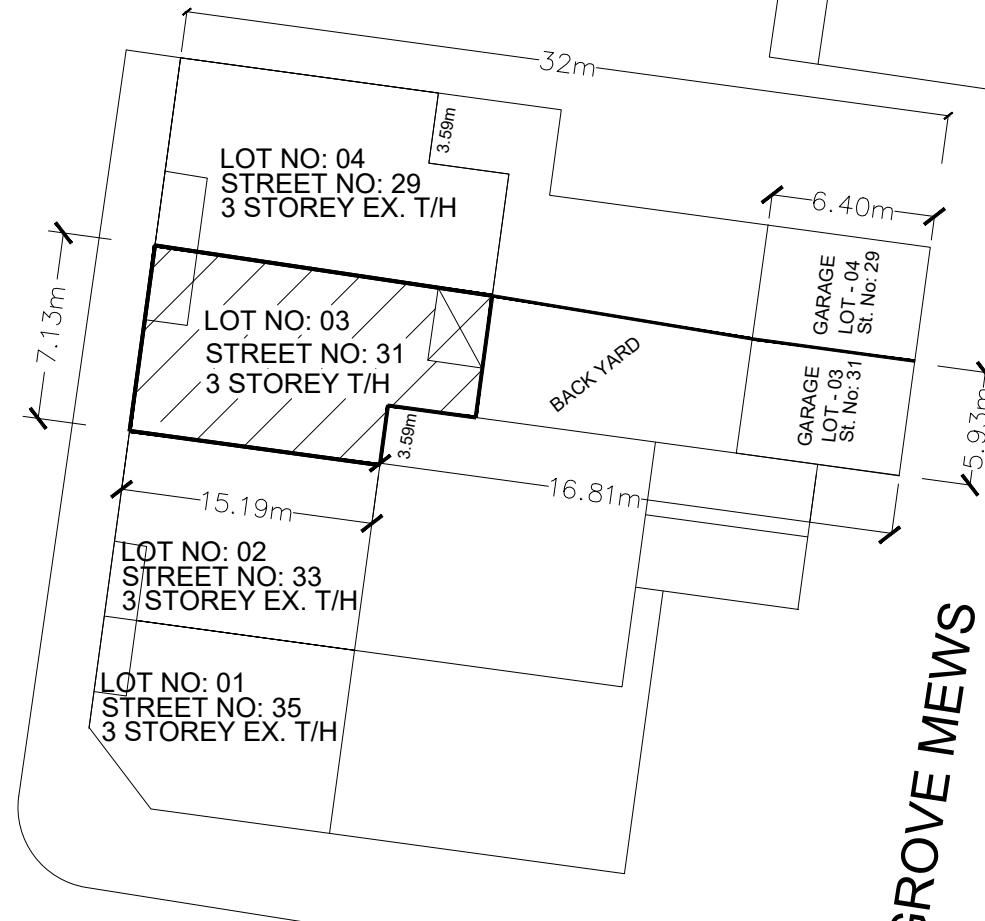 32m
3.59m
LOT NO: 04
STREET NO: 29
3 STOREY EX. T/H
6.40m
GARAGE
LOT - 04
St. No: 29
7.13m
LOT NO: 03
STREET NO: 31
3 STOREY T/H
BACK YARD
GARAGE
LOT - 03
St. No: 31
5.93m
3.59m
15.19m
16.81m
LOT NO: 02
STREET NO: 33
3 STOREY EX. T/H
LOT NO: 01
STREET NO: 35
3 STOREY EX. T/H
GROVE MEWS